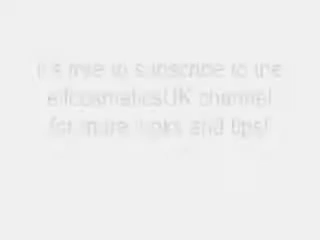 it's free to subscribe to the
elfcosmeticsUK channel
for more looks and tips!